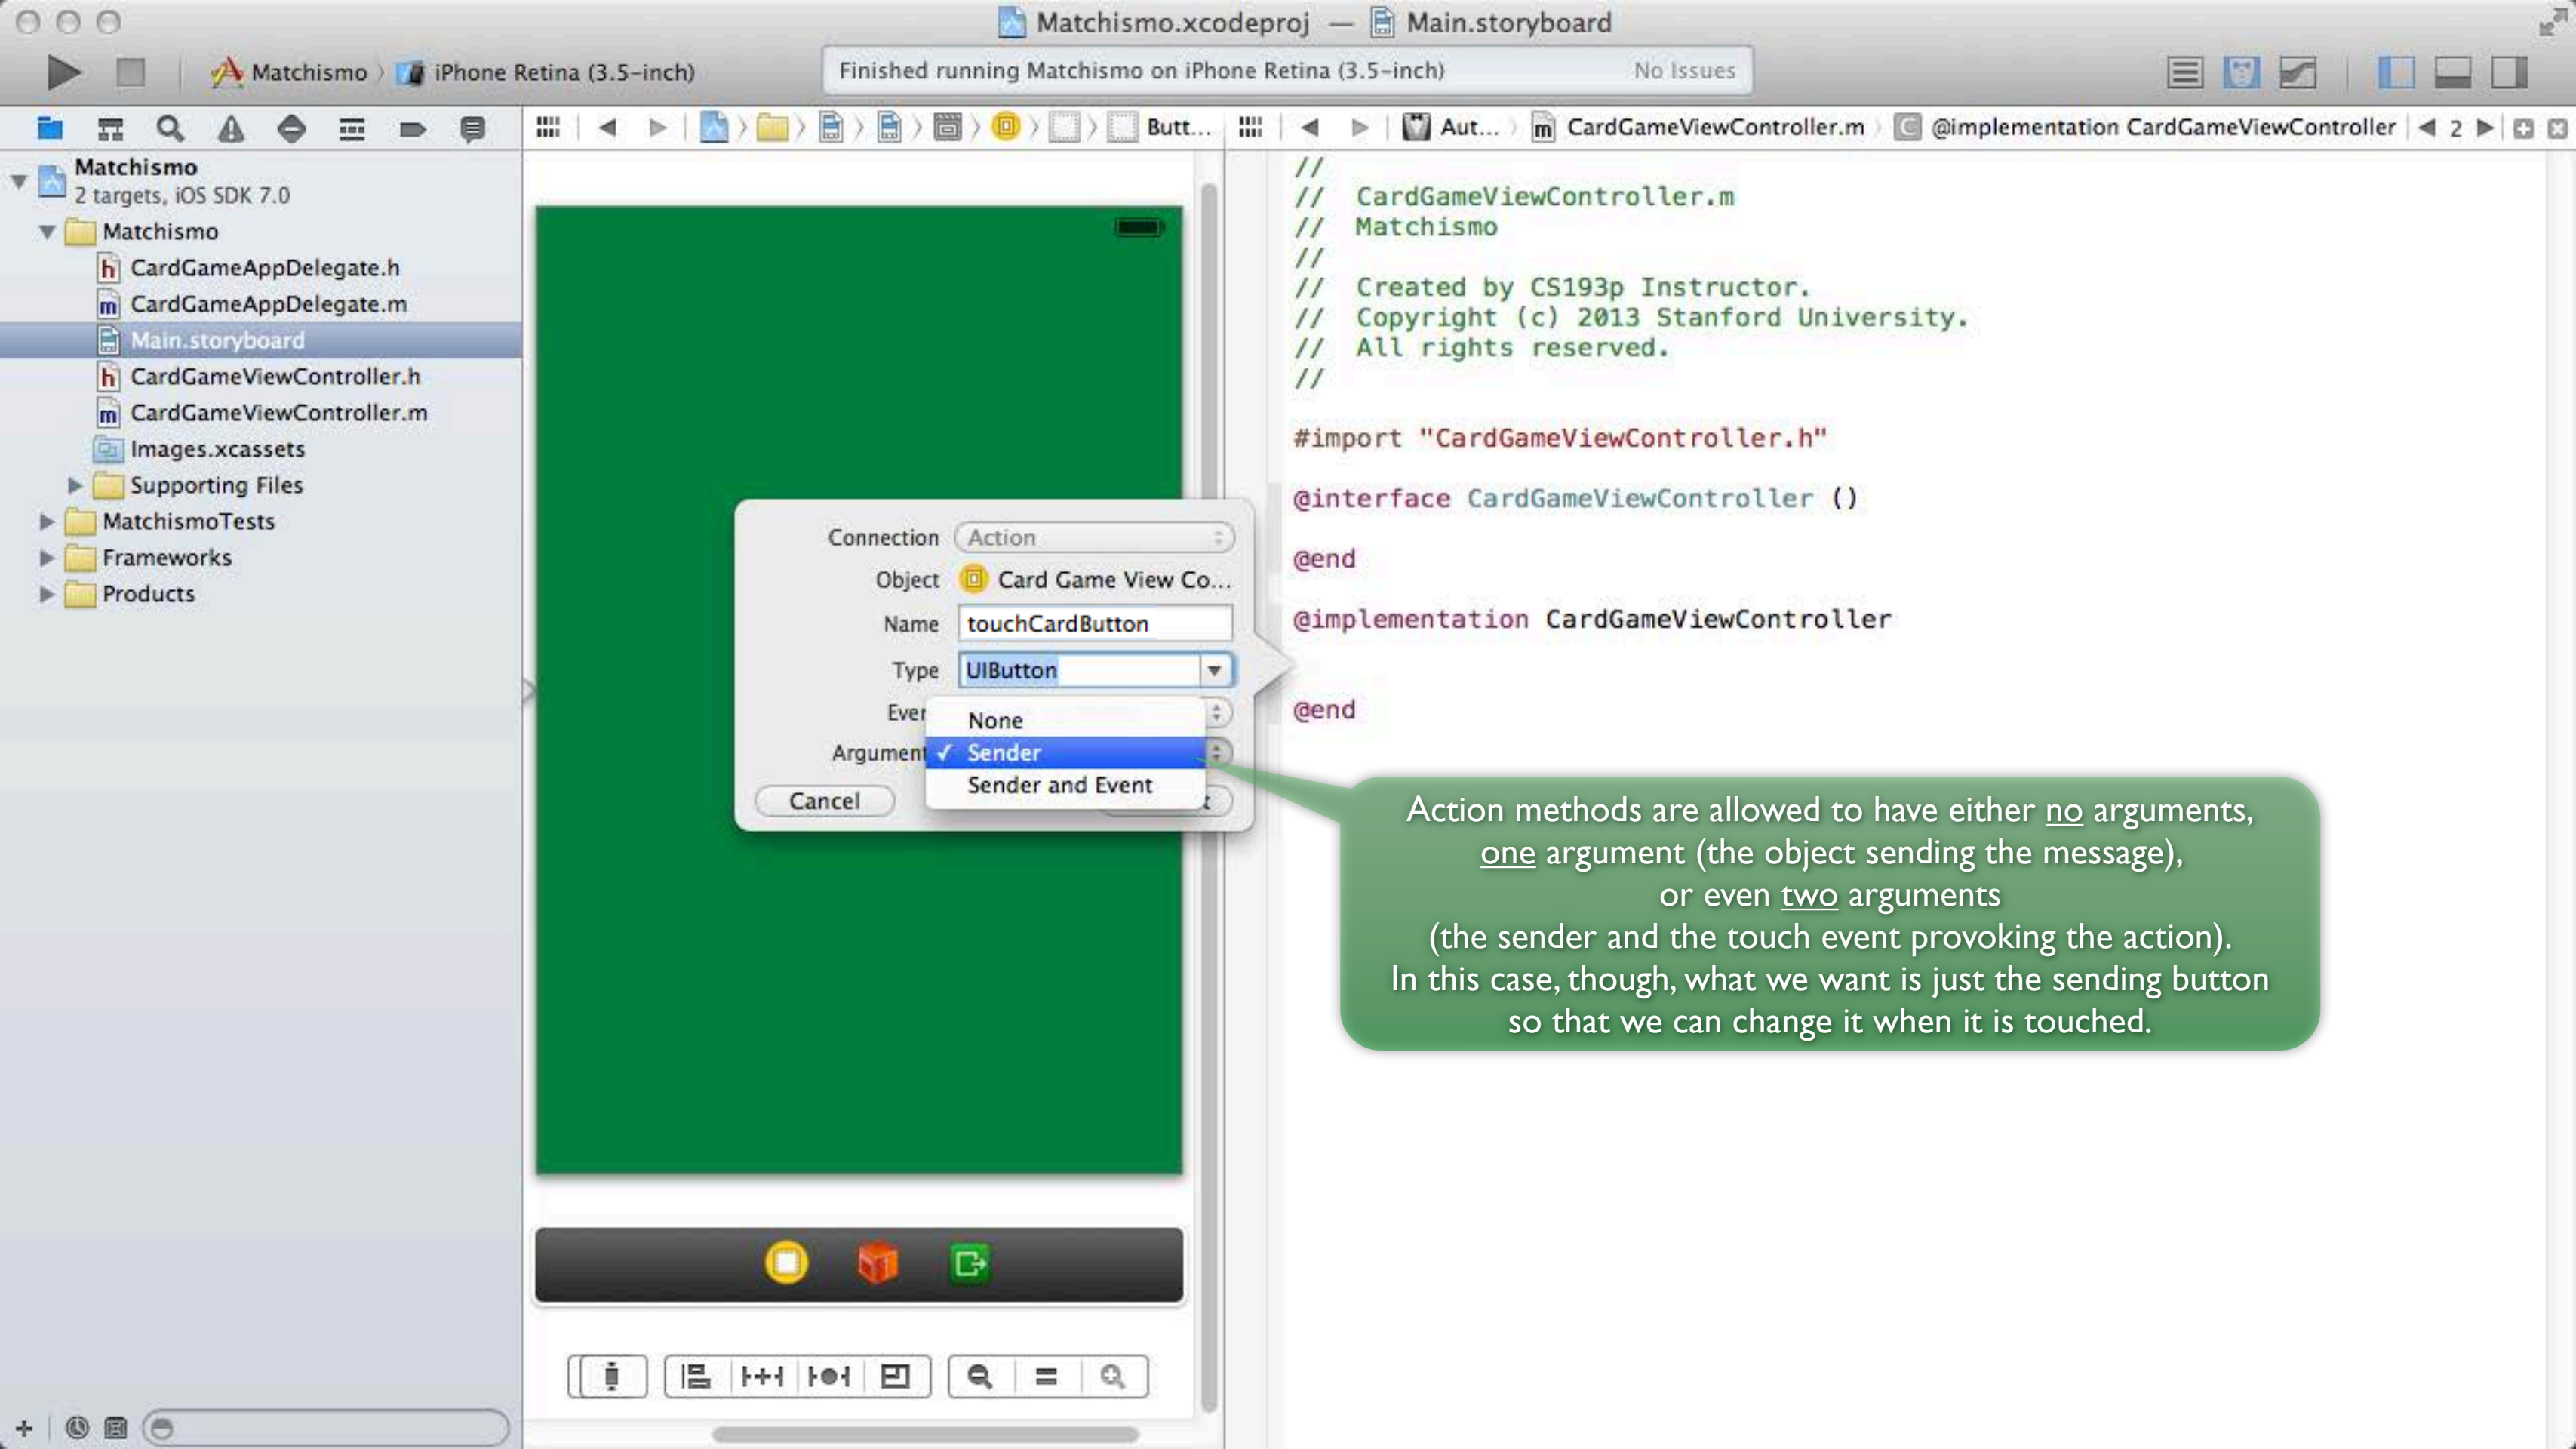 Matchismo.xcodeproj — Main.storyboard
Matchismo iPhone Retina (3.5-inch)
Finished running Matchismo on iPhone Retina (3.5-inch) No Issues
Butt...
Aut... CardGameViewController.m @implementation CardGameViewController 2
Matchismo
2 targets, iOS SDK 7.0
Matchismo
CardGameAppDelegate.h
CardGameAppDelegate.m
Main.storyboard
CardGameViewController.h
CardGameViewController.m
Images.xcassets
Supporting Files
MatchismoTests
Frameworks
Products
Connection Action
Object Card Game View Co...
Name touchCardButton
Type UIButton
Even
None
Argument ✓ Sender
Sender and Event
Cancel t
//
// CardGameViewController.m
// Matchismo
//
// Created by CS193p Instructor.
// Copyright (c) 2013 Stanford University.
// All rights reserved.
//
#import "CardGameViewController.h"
@interface CardGameViewController ()
@end
@implementation CardGameViewController
@end
Action methods are allowed to have either no arguments,
one argument (the object sending the message),
or even two arguments
(the sender and the touch event provoking the action).
In this case, though, what we want is just the sending button
so that we can change it when it is touched.